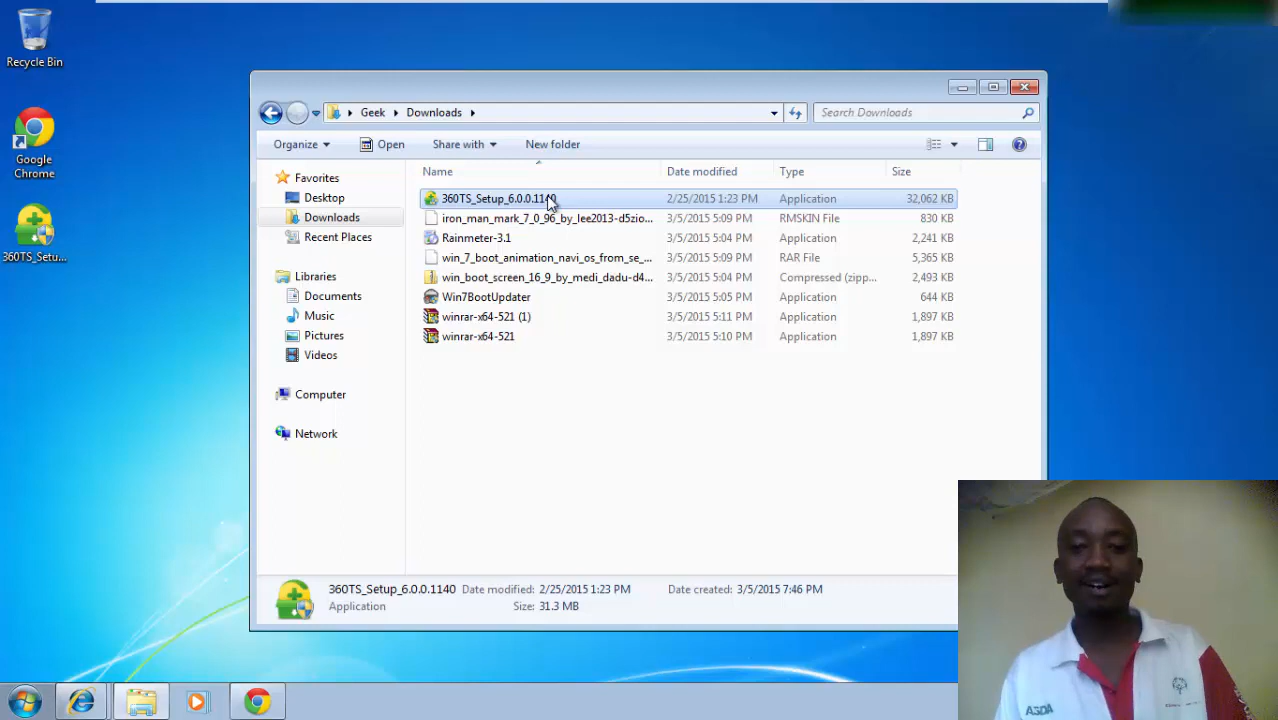 Recycle Bin
Google
Chrome
360TS_Setu...
Geek
Downloads
Search Downloads
Organize
Open
Share with
New folder
Name
Date modified
Type
Size
Favorites
Desktop
Downloads
Recent Places
Libraries
Documents
Music
Pictures
Videos
Computer
Network
360TS_Setup_6.0.0.1140 2/25/2015 1:23 PM Application 32,062 KB
iron_man_mark_7_0_96_by_lee2013-d5zio... 3/5/2015 5:09 PM RMSKIN File 830 KB
Rainmeter-3.1 3/5/2015 5:04 PM Application 2,241 KB
win_7_boot_animation_navi_os_from_se_... 3/5/2015 5:09 PM RAR File 5,365 KB
win_boot_screen_16_9_by_medi_dadu-d4... 3/5/2015 5:04 PM Compressed (zipp... 2,493 KB
Win7BootUpdater 3/5/2015 5:05 PM Application 644 KB
winrar-x64-521 (1) 3/5/2015 5:11 PM Application 1,897 KB
winrar-x64-521 3/5/2015 5:10 PM Application 1,897 KB
360TS_Setup_6.0.0.1140 Date modified: 2/25/2015 1:23 PM Date created: 3/5/2015 7:46 PM
Application Size: 31.3 MB